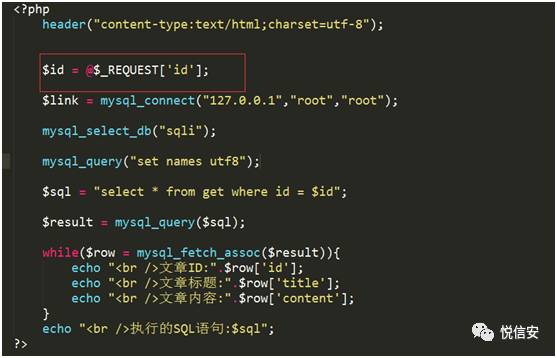 <?php
header("content-type:text/html;charset=utf-8");
$id = @$_REQUEST['id'];
$link = mysql_connect("127.0.0.1","root","root");
mysql_select_db("sqli");
mysql_query("set names utf8");
$sql = "select * from get where id = $id";
$result = mysql_query($sql);
while($row = mysql_fetch_assoc($result)){
echo "<br />文章ID:".$row['id'];
echo "<br />文章标题:".$row['title'];
echo "<br />文章内容:".$row['content'];
}
echo "<br />执行的SQL语句:$sql";
?>
悦信安